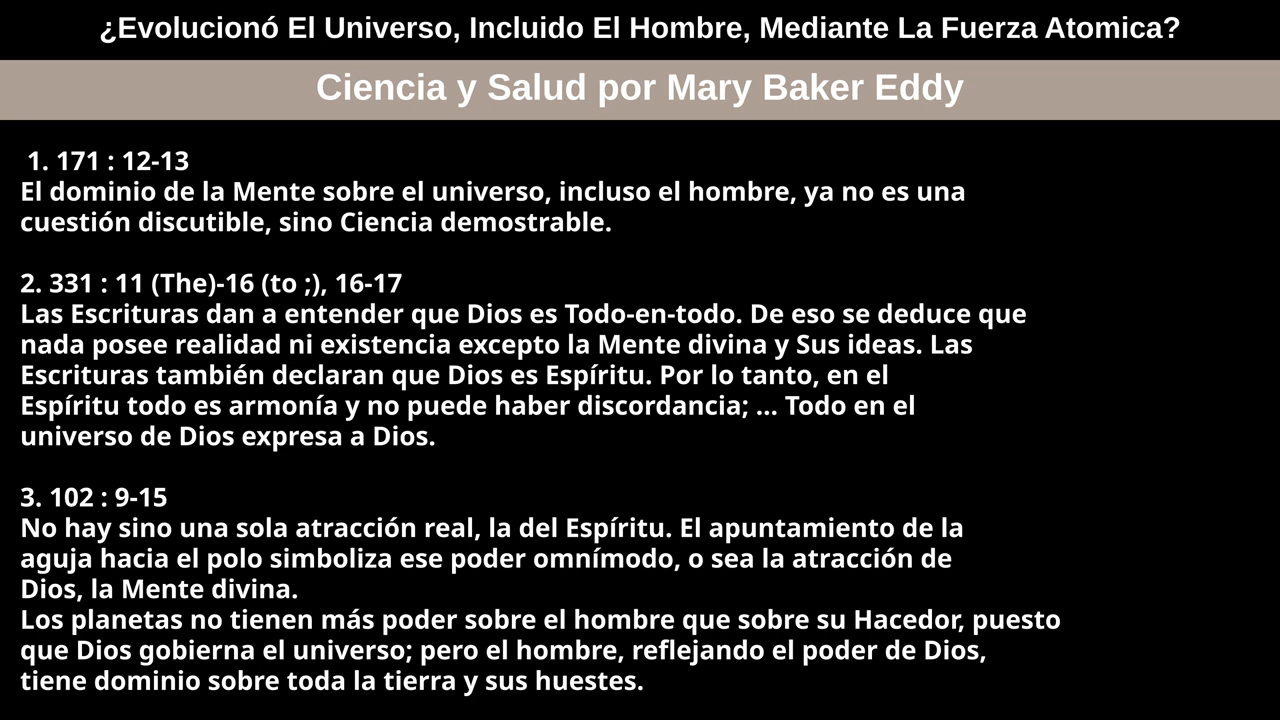 ¿Evolucionó El Universo, Incluido El Hombre, Mediante La Fuerza Atomica?
Ciencia y Salud por Mary Baker Eddy
1. 171 : 12-13
El dominio de la Mente sobre el universo, incluso el hombre, ya no es una
cuestión discutible, sino Ciencia demostrable.
2. 331 : 11 (The)-16 (to ;), 16-17
Las Escrituras dan a entender que Dios es Todo-en-todo. De eso se deduce que
nada posee realidad ni existencia excepto la Mente divina y Sus ideas. Las
Escrituras también declaran que Dios es Espíritu. Por lo tanto, en el
Espíritu todo es armonía y no puede haber discordancia; ... Todo en el
universo de Dios expresa a Dios.
3. 102 : 9-15
No hay sino una sola atracción real, la del Espíritu. El apuntamiento de la
aguja hacia el polo simboliza ese poder omnímodo, o sea la atracción de
Dios, la Mente divina.
Los planetas no tienen más poder sobre el hombre que sobre su Hacedor, puesto
que Dios gobierna el universo; pero el hombre, reflejando el poder de Dios,
tiene dominio sobre toda la tierra y sus huestes.